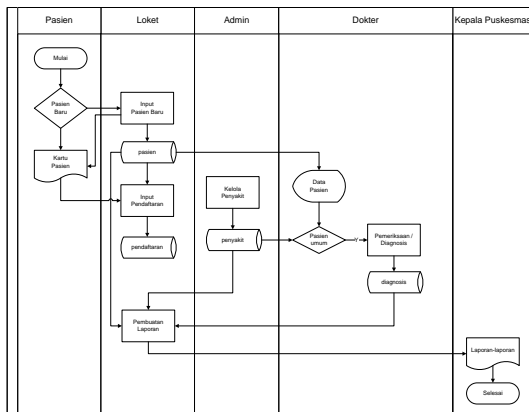 Pasien
Loket
Admin
Dokter
Kepala Puskesmas
Mulai
Pasien
Baru
Input
Pasien Baru
Kartu
Pasien
pasien
Input
Pendaftaran
pendaftaran
Kelola
Penyakit
penyakit
Data
Pasien
Pasien
umum
Y
Pemeriksaan /
Diagnosis
diagnosis
Pembuatan
Laporan
Laporan-laporan
Selesai